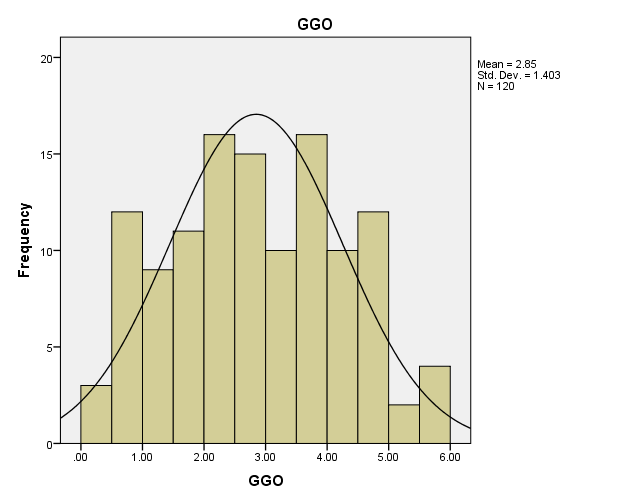 GGO
Mean = 2.85
Std. Dev. = 1.403
N = 120
Frequency
20
15
10
5
0
.00 1.00 2.00 3.00 4.00 5.00 6.00
GGO